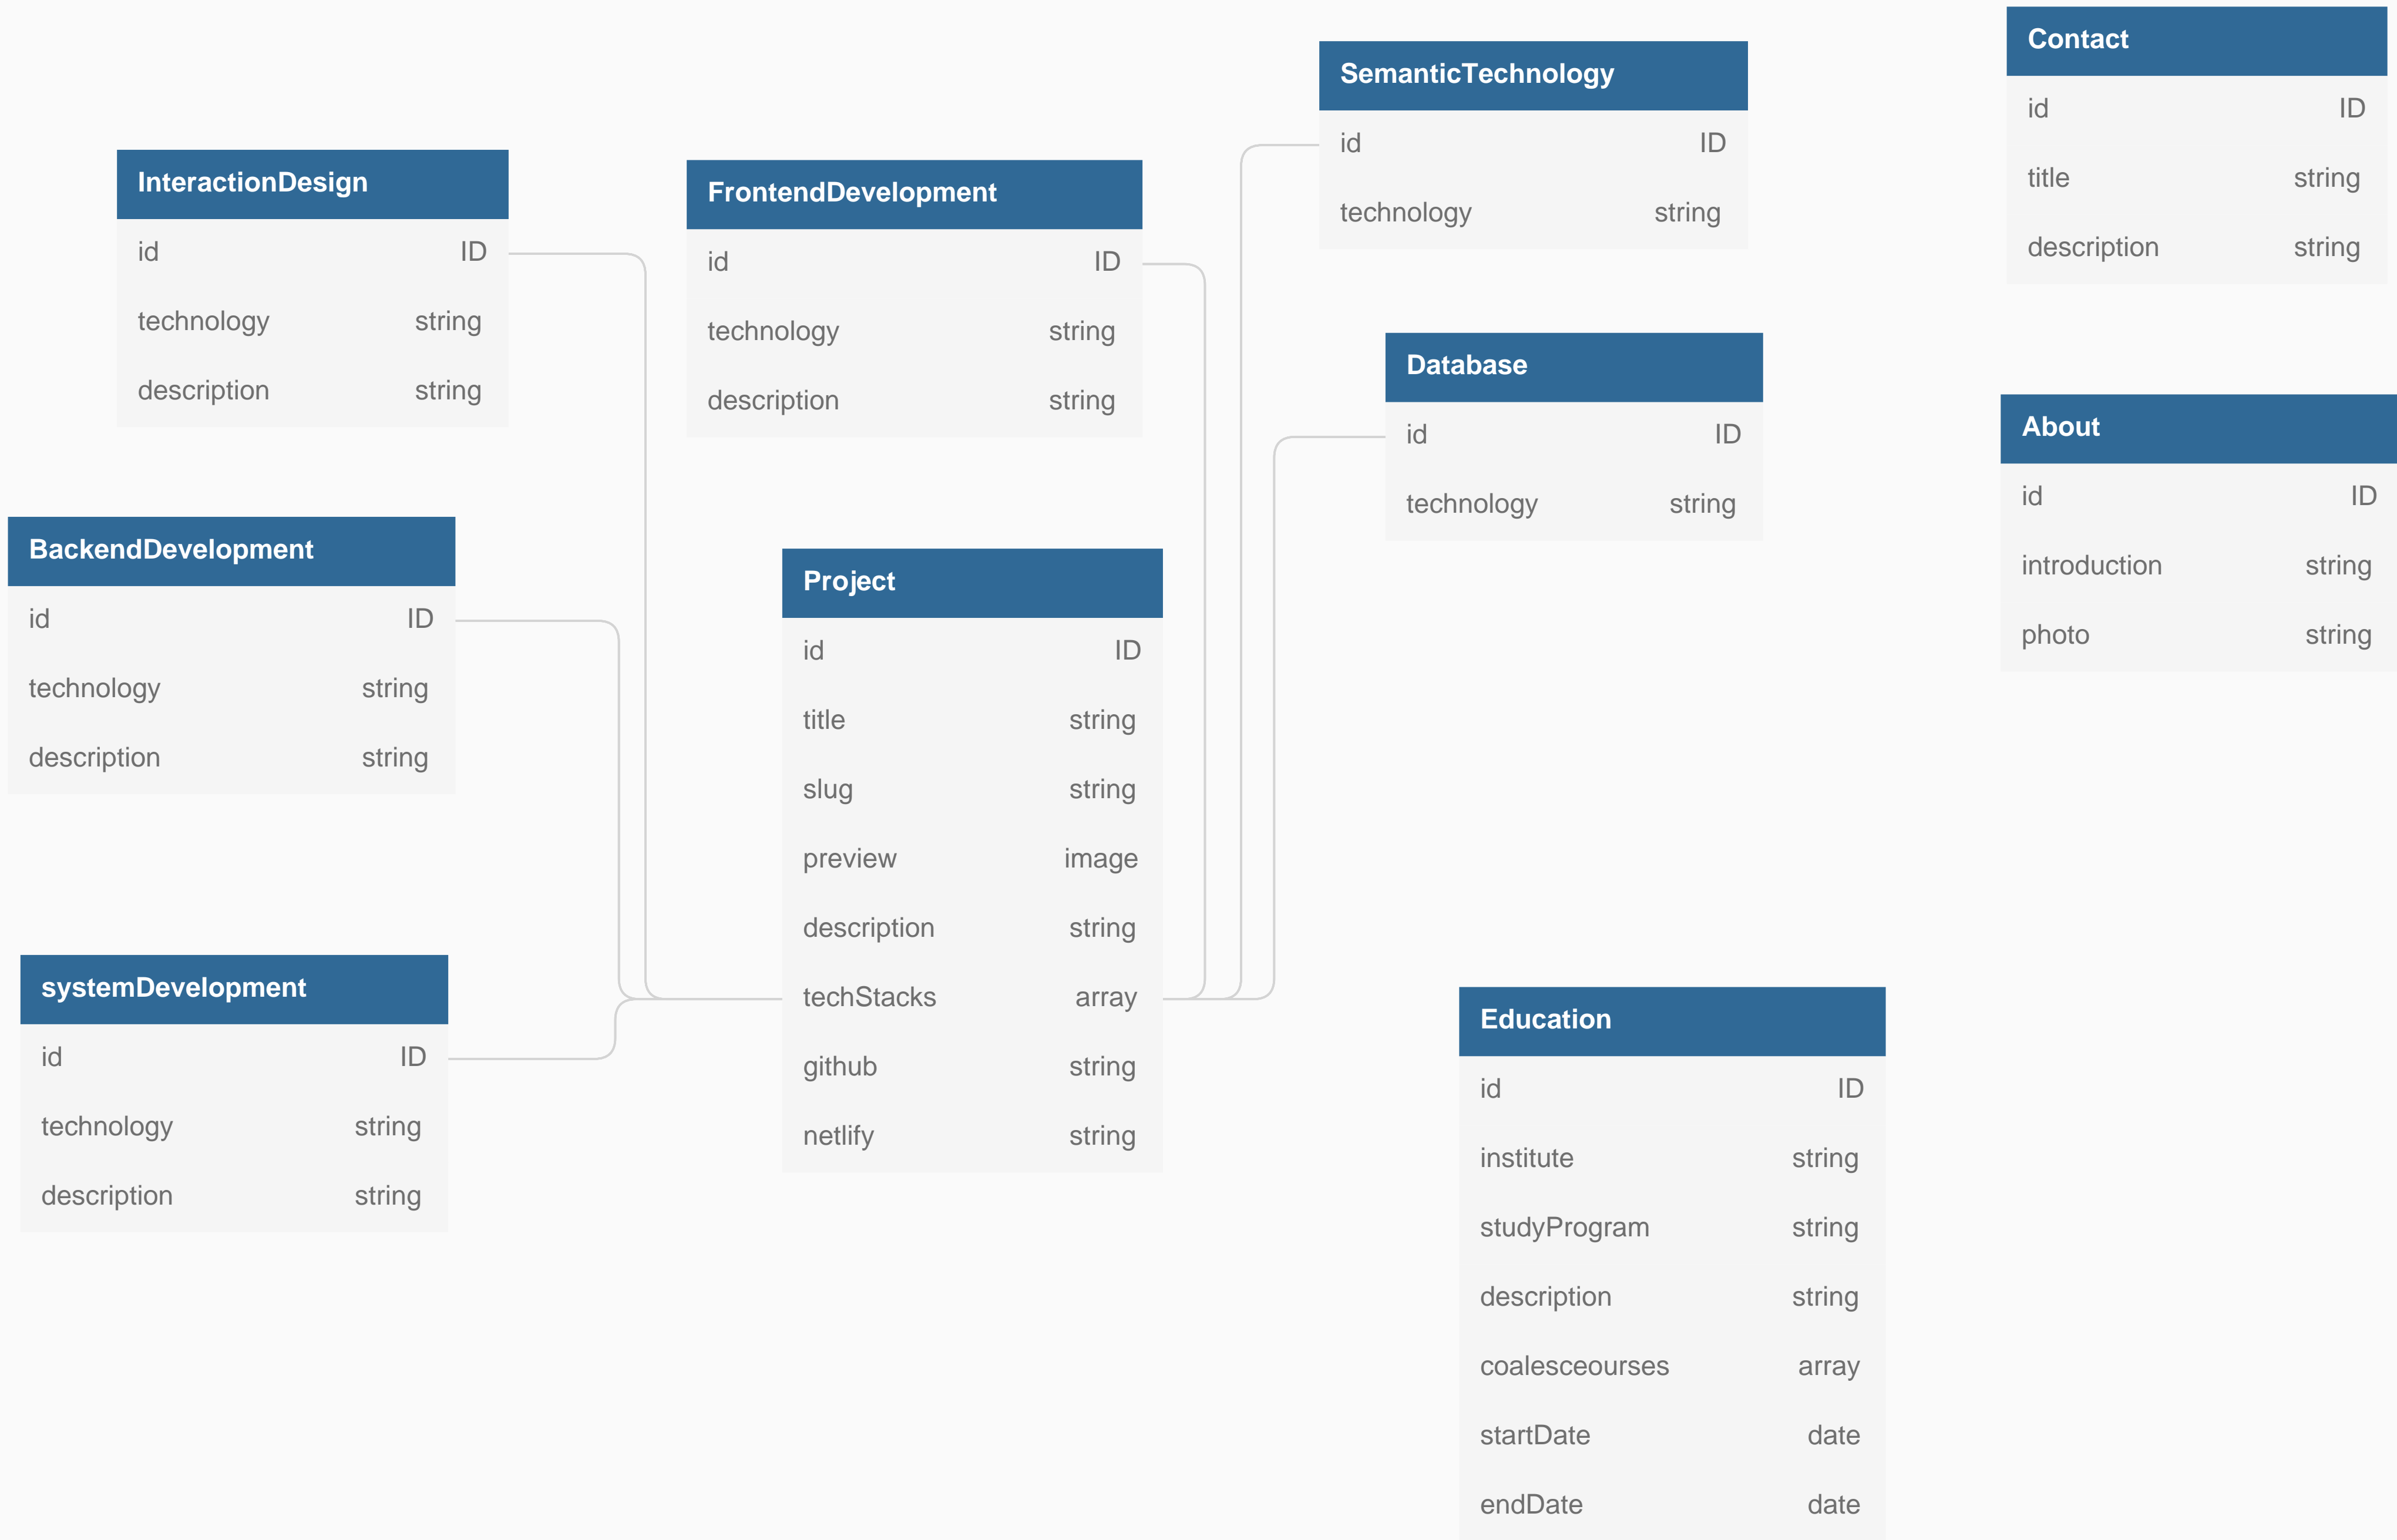 InteractionDesign
id ID
technology string
description string
FrontendDevelopment
id ID
technology string
description string
SemanticTechnology
id ID
technology string
Contact
id ID
title string
description string
Database
id ID
technology string
About
id ID
introduction string
photo string
BackendDevelopment
id ID
technology string
description string
Project
id ID
title string
slug string
preview image
description string
techStacks array
github string
netlify string
systemDevelopment
id ID
technology string
description string
Education
id ID
institute string
studyProgram string
description string
coalesceourses array
startDate date
endDate date